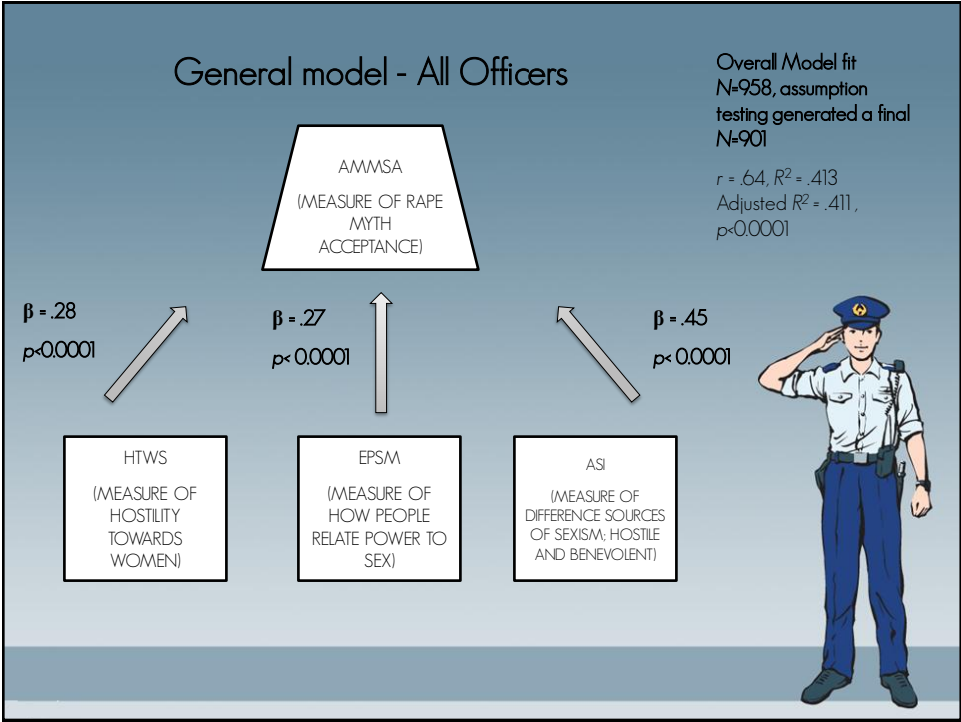 General model - All Officers
Overall Model fit
N=958, assumption
testing generated a final
N=901
r = .64, R² = .413
Adjusted R² = .411,
p<0.0001
AMMSA
(MEASURE OF RAPE
MYTH
ACCEPTANCE)
β = .28
p<0.0001
β = .27
p< 0.0001
β = .45
p< 0.0001
HTWS
(MEASURE OF
HOSTILITY
TOWARDS
WOMEN)
EPSM
(MEASURE OF
HOW PEOPLE
RELATE POWER TO
SEX)
ASI
(MEASURE OF
DIFFERENCE SOURCES
OF SEXISM; HOSTILE
AND BENEVOLENT)